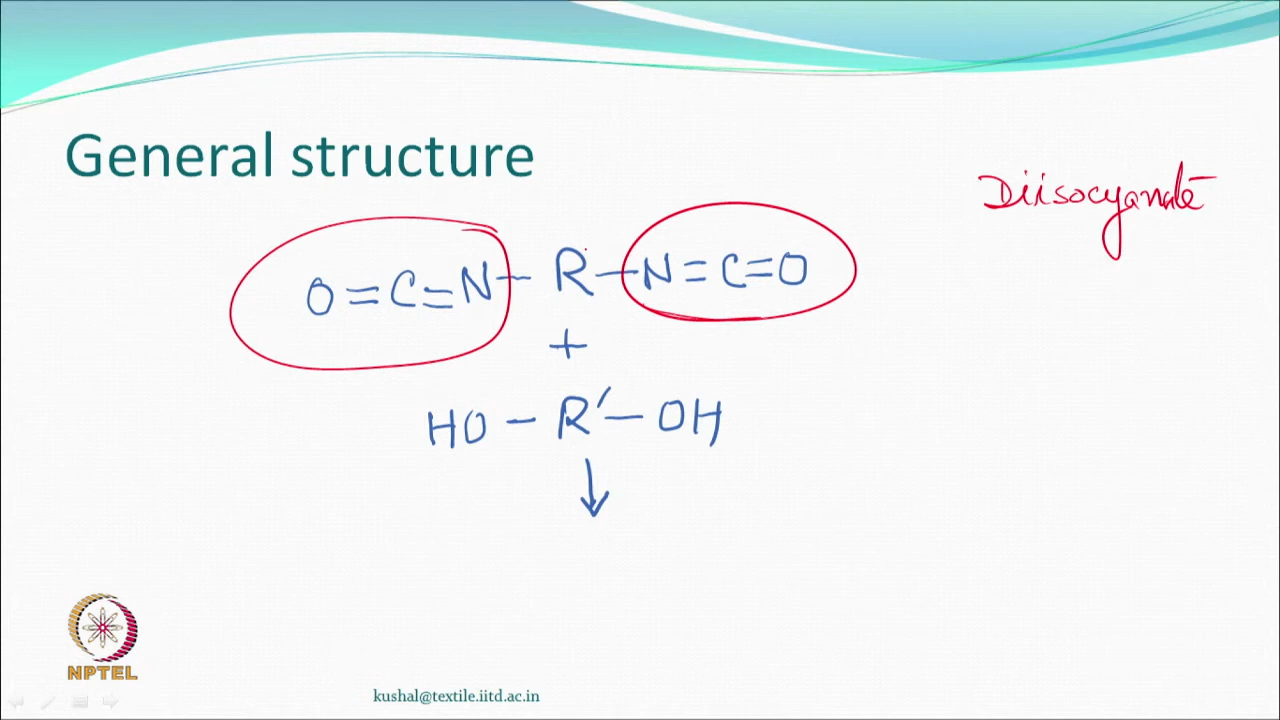 General structure
Diisocyanate
O=C=N-R-N=C=O
+
HO-R'-OH
↓
NPTEL
kushal@textile.iitd.ac.in